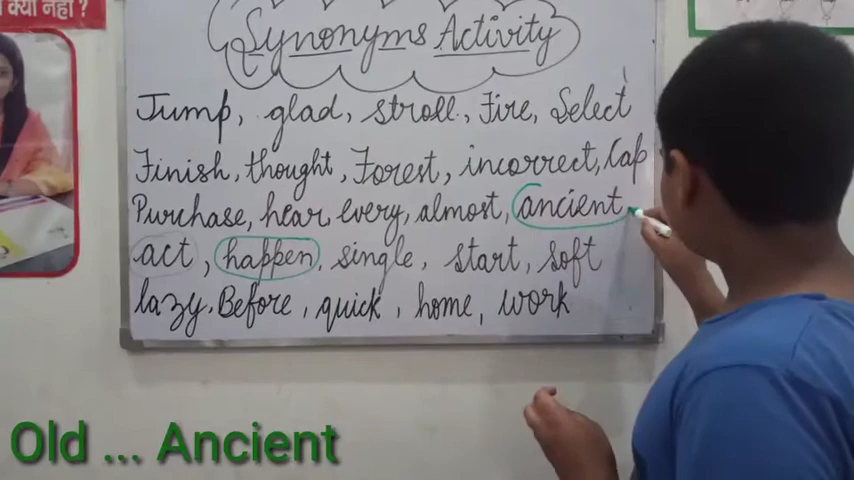 क्या नहीं ?
Synonyms Activity
Jump, glad, stroll, Fire, Select
Finish, thought, Forest, incorrect, Cap
Purchase, hear, every, almost, ancient
act, happen, single, start, soft
lazy, Before, quick, home, work
Old ... Ancient